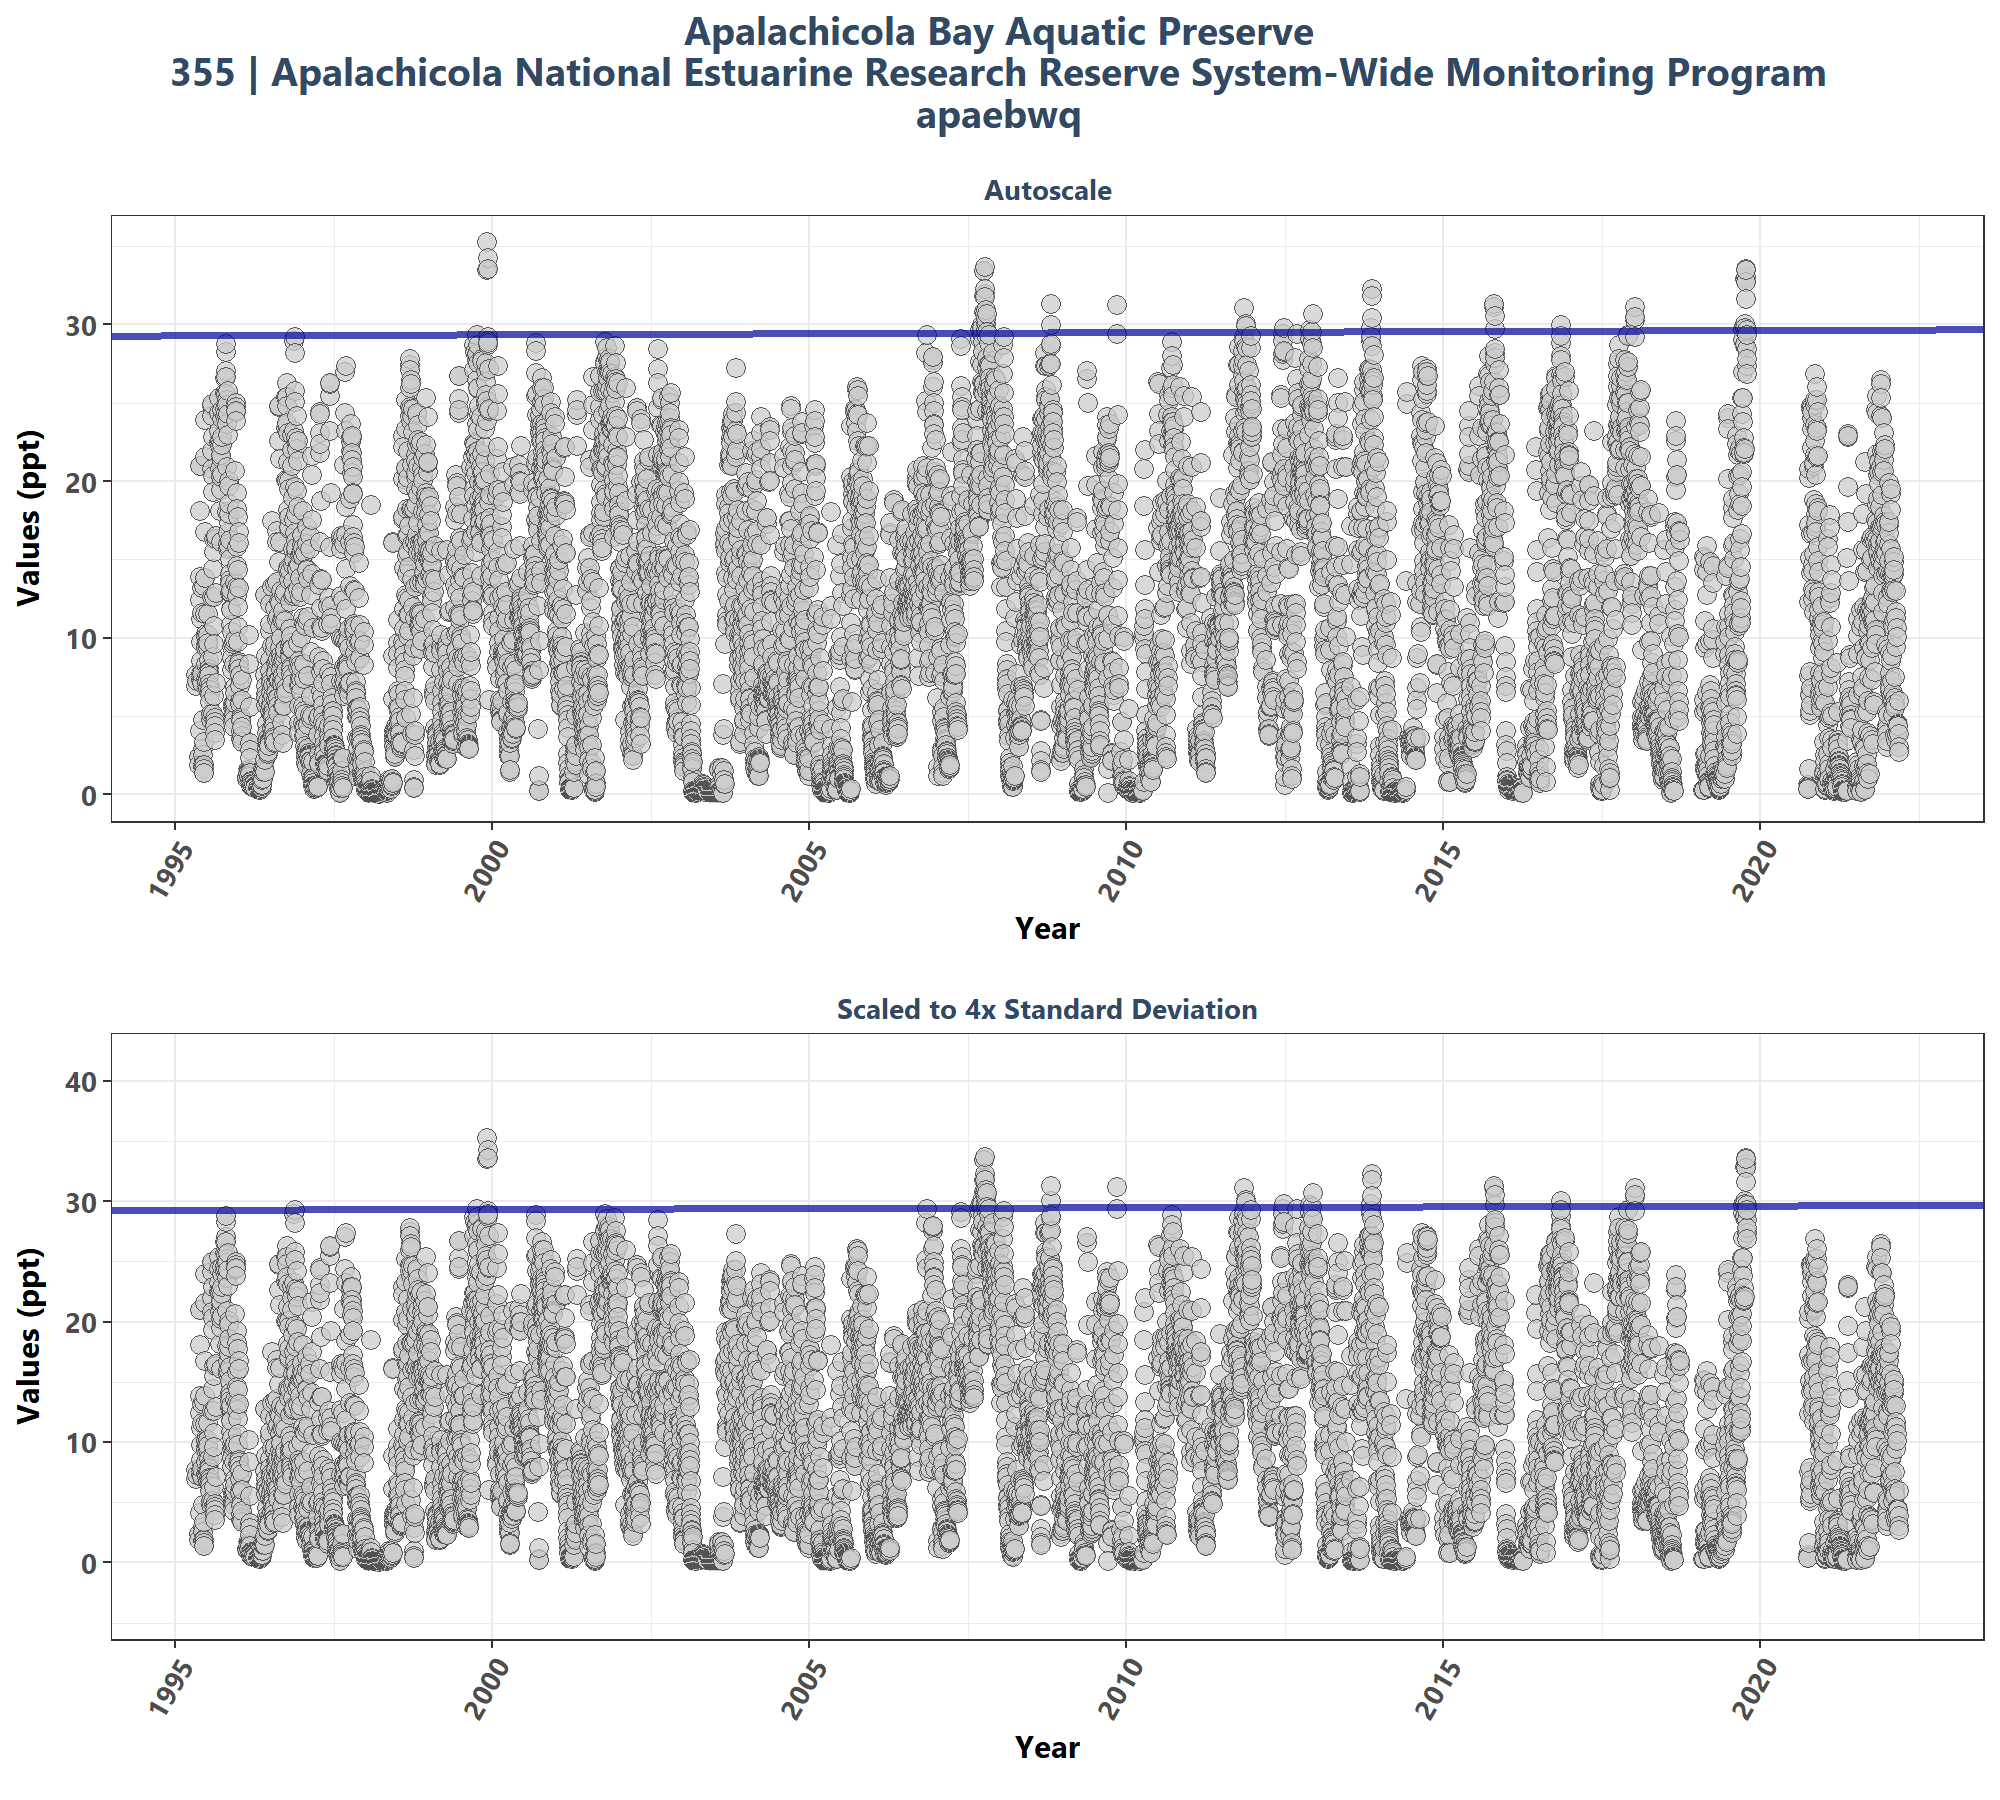 Apalachicola Bay Aquatic Preserve
355 | Apalachicola National Estuarine Research Reserve System-Wide Monitoring Program
apaebwq
Autoscale
Values (ppt)
30
20
10
0
1995
2000
2005
2010
2015
2020
Year
Scaled to 4x Standard Deviation
Values (ppt)
40
30
20
10
0
1995
2000
2005
2010
2015
2020
Year